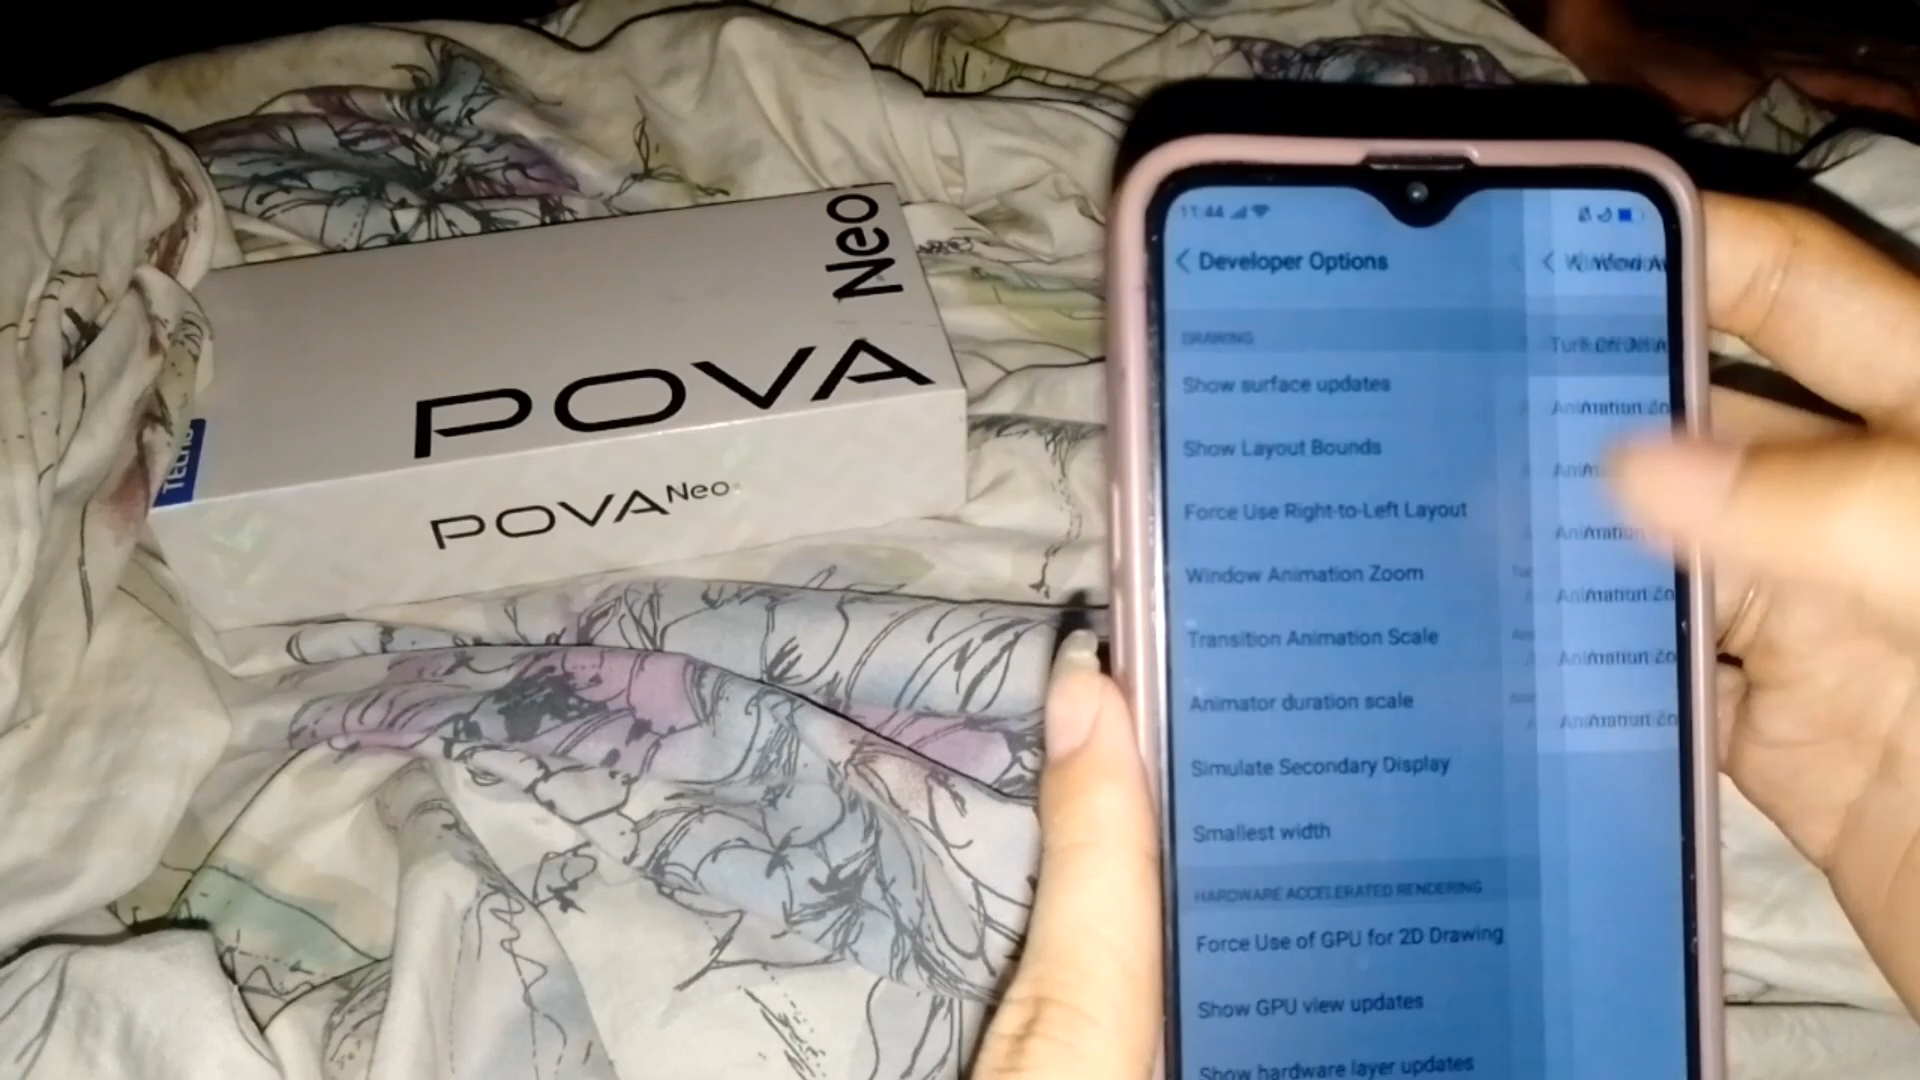 Neo
POVA
TECNO
POVA Neo
11:44
Developer Options
DRAWING
Show surface updates
Show Layout Bounds
Force Use Right-to-Left Layout
Window Animation Zoom
Transition Animation Scale
Animator duration scale
Simulate Secondary Display
Smallest width
HARDWARE ACCELERATED RENDERING
Force Use of GPU for 2D Drawing
Show GPU view updates
Show hardware layer updates